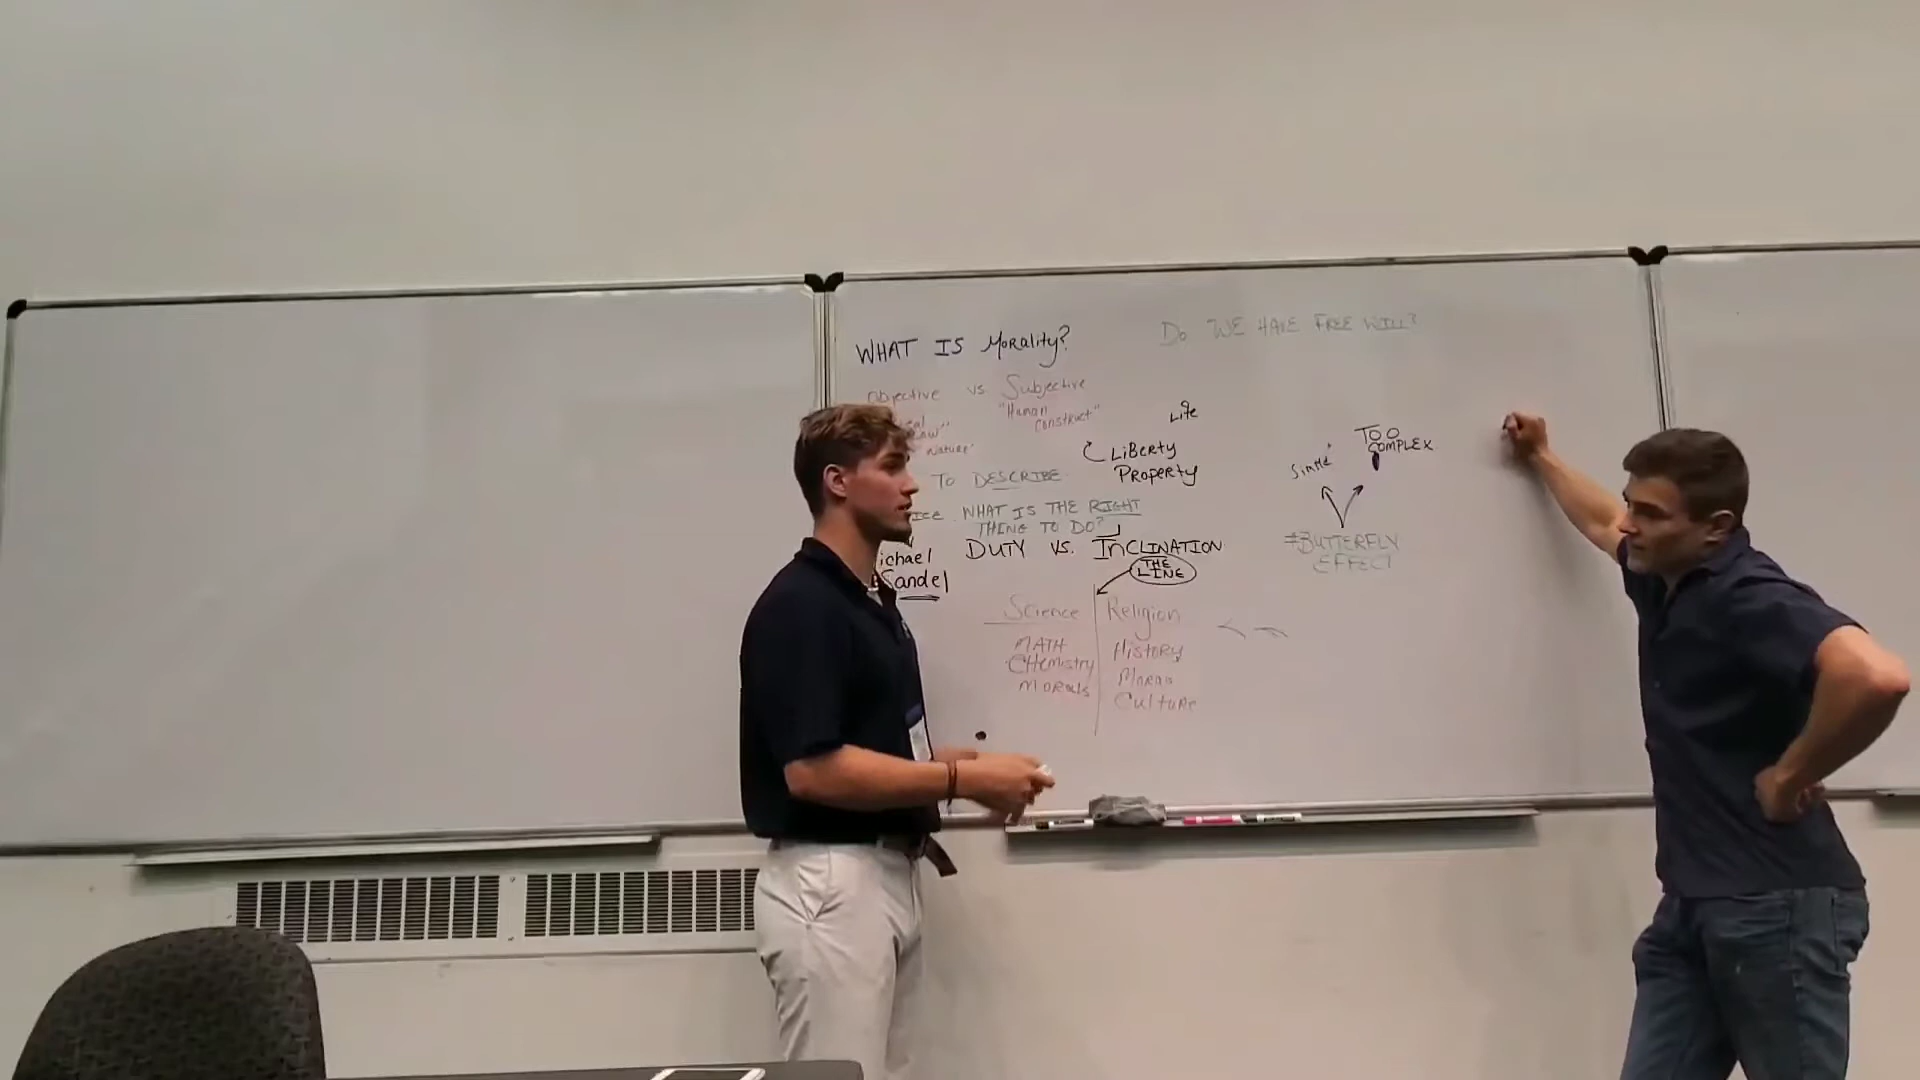 WHAT IS Morality?
Do WE HAVE FREE WILL?
Objective vs Subjective
"Human
Construct"
Nature"
Life
LiBerty
Property
TO DESCRIBE
WHAT IS THE RIGHT
THING TO DO?
ichael
Sandel
DUTY VS. INCLINATION
THE
LINE
Science
MATH
CHemistry
MORals
Religion
History
Culture
Simple
TOO
COMPLEX
BUTTERFLY
EFFECT